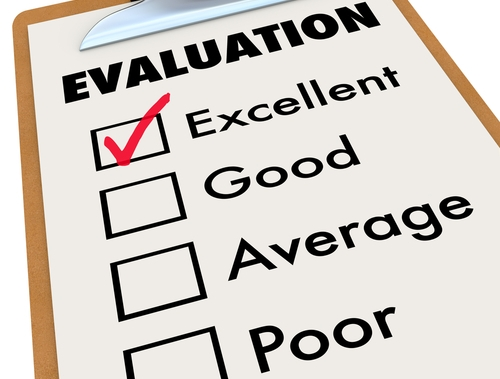 EVALUATION
Excellent
Good
Average
Poor